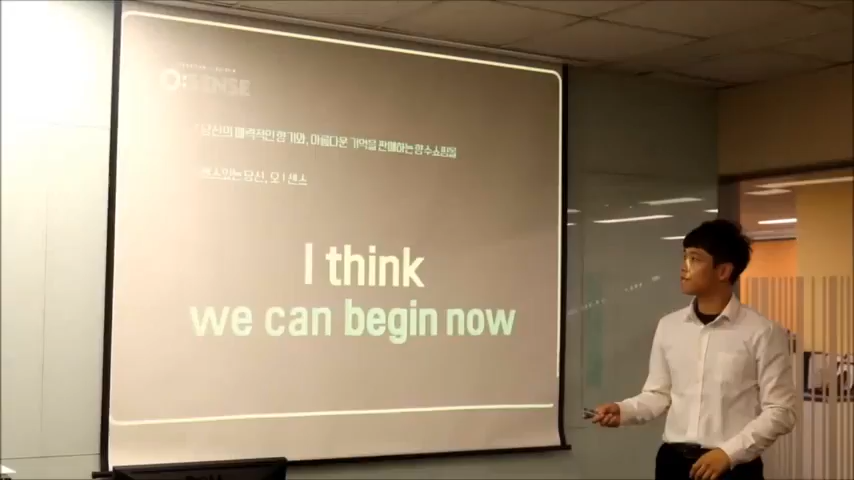 O!SENSE
당신의 매력적인 향기와, 아름다운 기억을 판매하는 향수쇼핑몰
센스있는 당신, 오!센스
I think
we can begin now